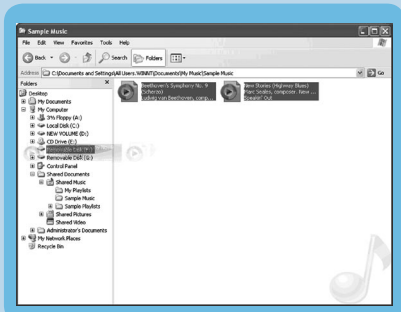 Sample Music
File Edit View Favorites Tools Help
Back Search Folders
Address C:\Documents and Settings\All Users.WINNT\Documents\My Music\Sample Music Go
Folders
Desktop
My Documents
My Computer
3½ Floppy (A:)
Local Disk (C:)
NEW VOLUME (D:)
CD Drive (E:)
Removable Disk (F:)
Removable Disk (G:)
Control Panel
Shared Documents
Shared Music
My Playlists
Sample Music
Sample Playlists
Shared Pictures
Shared Video
Administrator's Documents
My Network Places
Recycle Bin
Beethoven's Symphony No. 9
(Scherzo)
Ludwig van Beethoven, comp...
New Stories (Highway Blues)
Marc Seales, composer. New ...
Speakin' Out